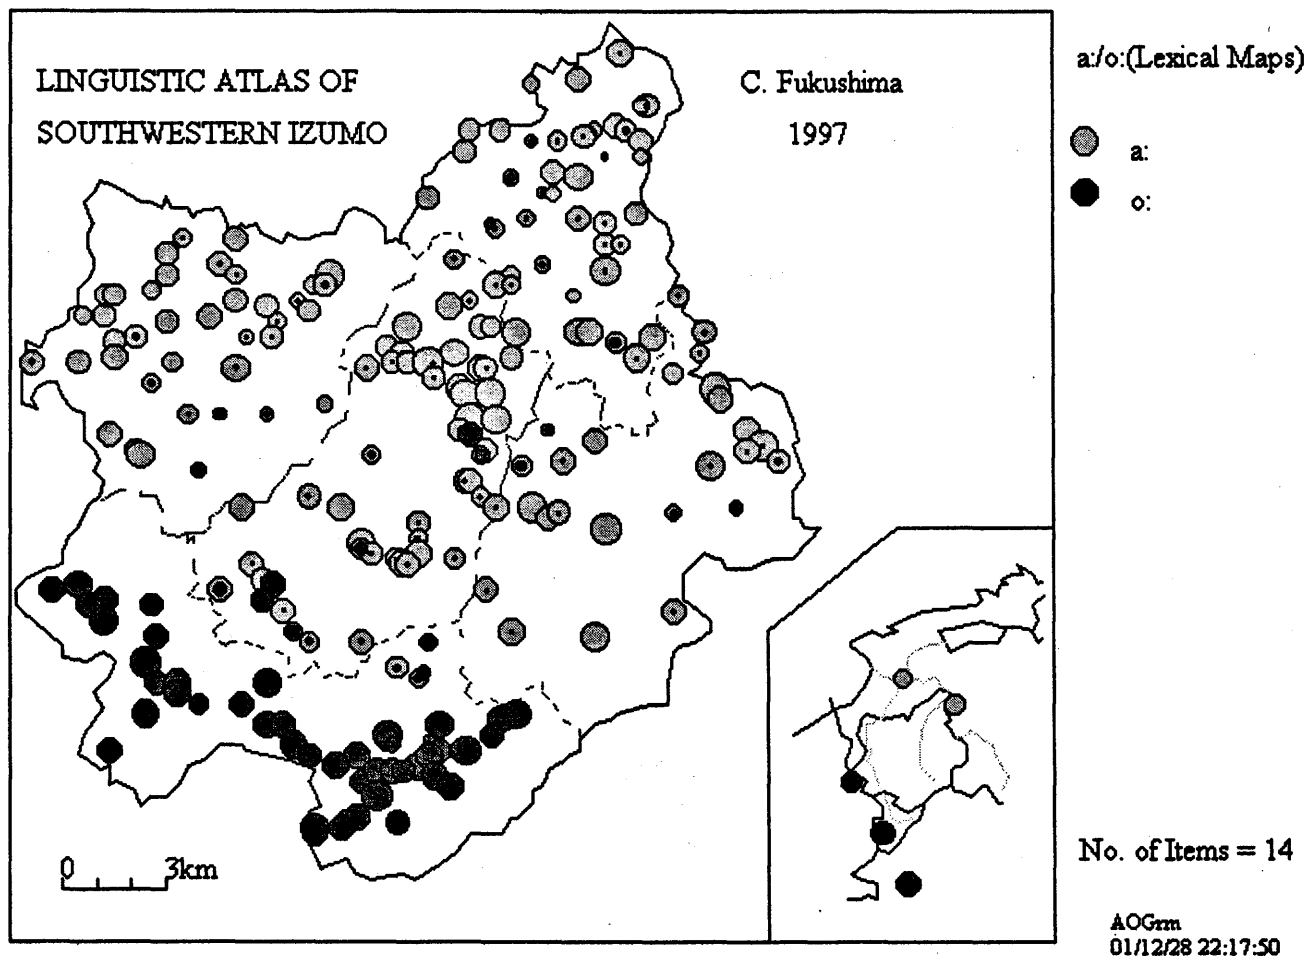 LINGUISTIC ATLAS OF
SOUTHWESTERN IZUMO
C. Fukushima
1997
a:/o:(Lexical Maps)
a:
o:
0 3km
No. of Items = 14
AOGrm
01/12/28 22:17:50